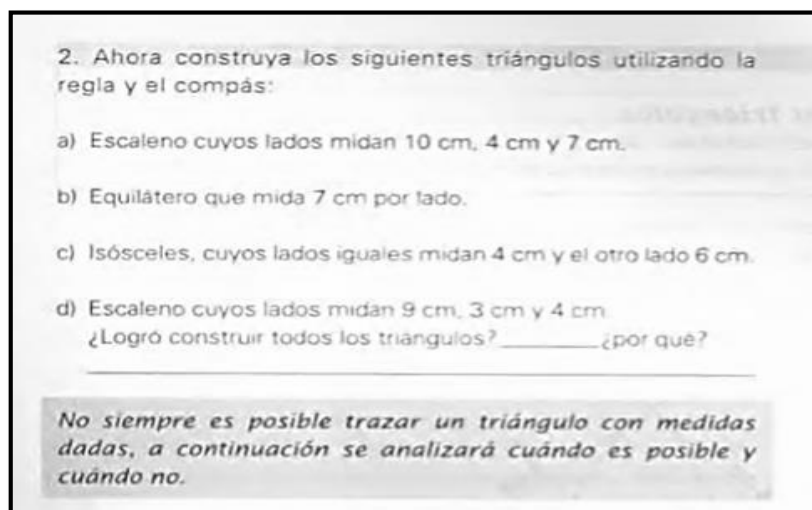 2. Ahora construya los siguientes triángulos utilizando la
regla y el compás:
a) Escaleno cuyos lados midan 10 cm, 4 cm y 7 cm.
b) Equilátero que mida 7 cm por lado.
c) Isósceles, cuyos lados iguales midan 4 cm y el otro lado 6 cm.
d) Escaleno cuyos lados midan 9 cm, 3 cm y 4 cm
¿Logró construir todos los triángulos?________¿por qué?
No siempre es posible trazar un triángulo con medidas
dadas, a continuación se analizará cuándo es posible y
cuándo no.